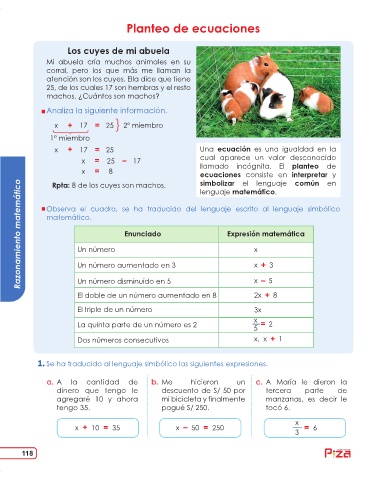 Planteo de ecuaciones
Los cuyes de mi abuela
Mi abuela cría muchos animales en su
corral, pero los que más me llaman la
atención son los cuyes. Ella dice que tiene
25, de los cuales 17 son hembras y el resto
machos. ¿Cuántos son machos?
Analiza la siguiente información.
x + 17 = 25 } 2º miembro
1º miembro
x + 17 = 25
x = 25 – 17
x = 8
Rpta: 8 de los cuyes son machos.
Una ecuación es una igualdad en la
cual aparece un valor desconocido
llamado incógnita. El planteo de
ecuaciones consiste en interpretar y
simbolizar el lenguaje común en
lenguaje matemático.
Observa el cuadro, se ha traducido del lenguaje escrito al lenguaje simbólico
matemático.
Enunciado Expresión matemática
Un número x
Un número aumentado en 3 x + 3
Un número disminuido en 5 x – 5
El doble de un número aumentado en 8 2x + 8
El triple de un número 3x
La quinta parte de un número es 2 x/5 = 2
Dos números consecutivos x, x + 1
1. Se ha traducido al lenguaje simbólico las siguientes expresiones.
a. A la cantidad de
dinero que tengo le
agregaré 10 y ahora
tengo 35.
x + 10 = 35
b. Me hicieron un
descuento de S/ 50 por
mi bicicleta y finalmente
pagué S/ 250.
x – 50 = 250
c. A María le dieron la
tercera parte de
manzanas, es decir le
tocó 6.
x/3 = 6
Razonamiento matemático
118
Pizza